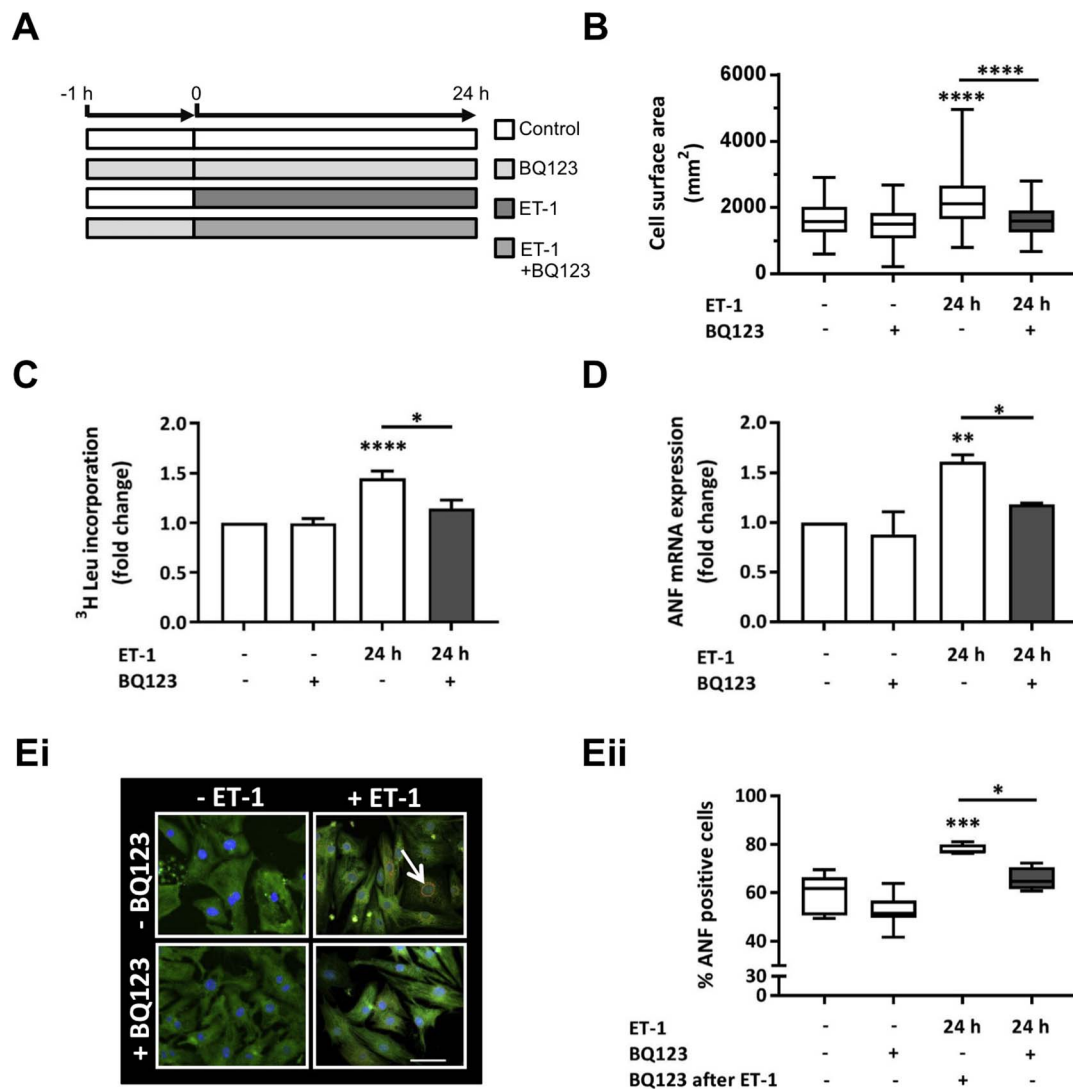 A
-1 h 0 24 h
Control
BQ123
ET-1
ET-1
+BQ123
B
Cell surface area
(mm²)
6000
4000
2000
0
****
****
ET-1 - - 24 h 24 h
BQ123 - + - +
C
³H Leu incorporation
(fold change)
2.0
1.5
1.0
0.5
0.0
****
*
ET-1 - - 24 h 24 h
BQ123 - + - +
D
ANF mRNA expression
(fold change)
2.0
1.5
1.0
0.5
0.0
**
*
ET-1 - - 24 h 24 h
BQ123 - + - +
Ei
- ET-1 + ET-1
- BQ123
+ BQ123
Eii
% ANF positive cells
100
80
60
40
30
0
***
*
ET-1 - - 24 h 24 h
BQ123 - + - +
BQ123 after ET-1 +